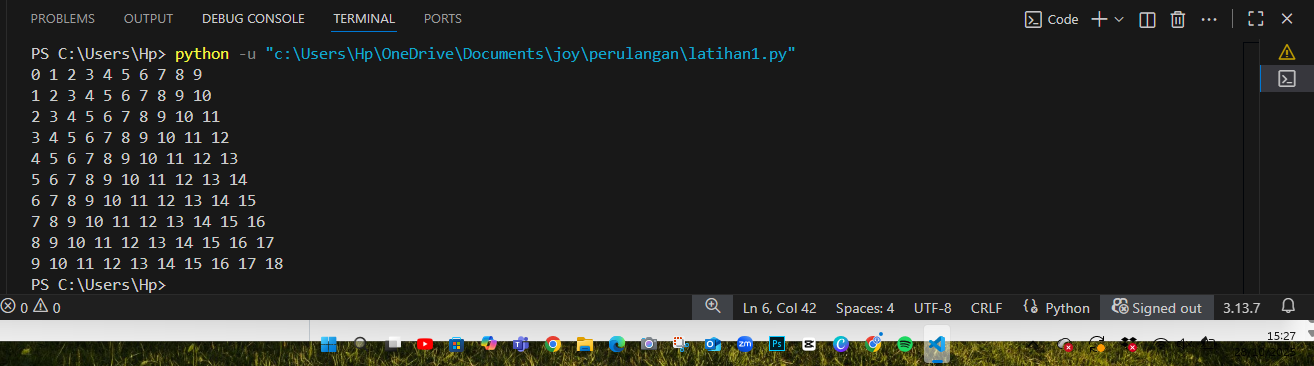 PROBLEMS OUTPUT DEBUG CONSOLE TERMINAL PORTS Code
PS C:\Users\Hp> python -u "c:\Users\Hp\OneDrive\Documents\joy\perulangan\latihan1.py"
0 1 2 3 4 5 6 7 8 9
1 2 3 4 5 6 7 8 9 10
2 3 4 5 6 7 8 9 10 11
3 4 5 6 7 8 9 10 11 12
4 5 6 7 8 9 10 11 12 13
5 6 7 8 9 10 11 12 13 14
6 7 8 9 10 11 12 13 14 15
7 8 9 10 11 12 13 14 15 16
8 9 10 11 12 13 14 15 16 17
9 10 11 12 13 14 15 16 17 18
PS C:\Users\Hp>
0 0 Ln 6, Col 42 Spaces: 4 UTF-8 CRLF Python Signed out 3.13.7
zm Ps
15:27